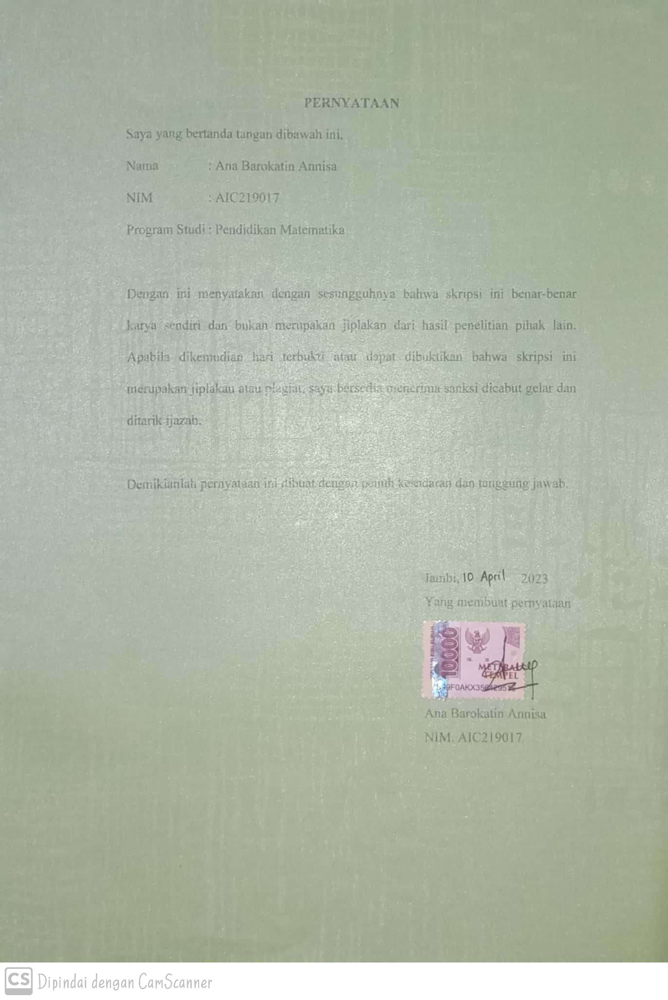 PERNYATAAN
Saya yang bertanda tangan dibawah ini,
Nama : Ana Barokatin Annisa
NIM : AIC219017
Program Studi : Pendidikan Matematika
Dengan ini menyatakan dengan sesungguhnya bahwa skripsi ini benar-benar
karya sendiri dan bukan merupakan jiplakan dari hasil penelitian pihak lain.
Apabila dikemudian hari terbukti atau dapat dibuktikan bahwa skripsi ini
merupakan jiplakan atau plagiat, saya bersedia menerima sanksi dicabut gelar dan
ditarik ijazah.
Demikianlah pernyataan ini dibuat dengan penuh kesadaran dan tanggung jawab.
Jambi, 10 April 2023
Yang membuat pernyataan
10000
TGL. 20
METERAI
TEMPEL
Ana Barokatin Annisa
NIM. AIC219017
CS Dipindai dengan CamScanner